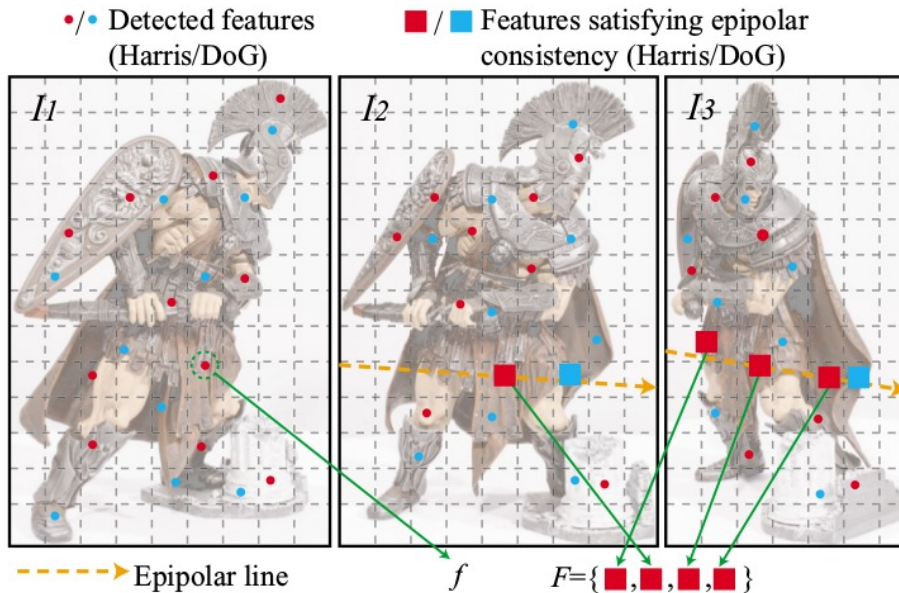 •/• Detected features
(Harris/DoG)
■ / ■ Features satisfying epipolar
consistency (Harris/DoG)
I1
I2
I3
Epipolar line
f
F={■,■,■,■}